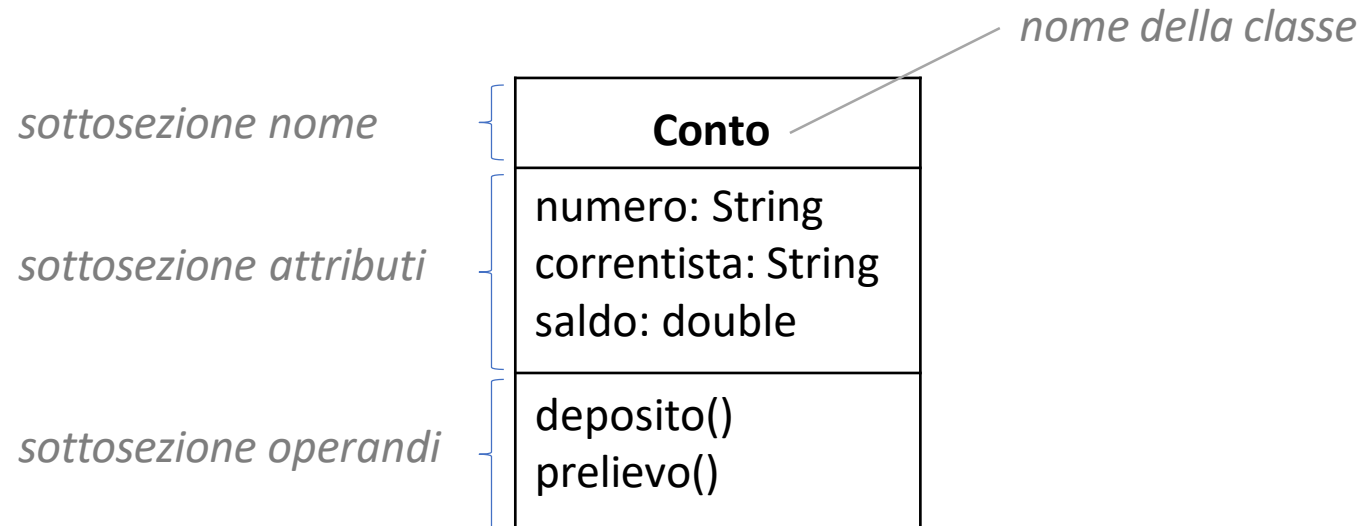 nome della classe
sottosezione nome
Conto
sottosezione attributi
numero: String
correntista: String
saldo: double
sottosezione operandi
deposito()
prelievo()